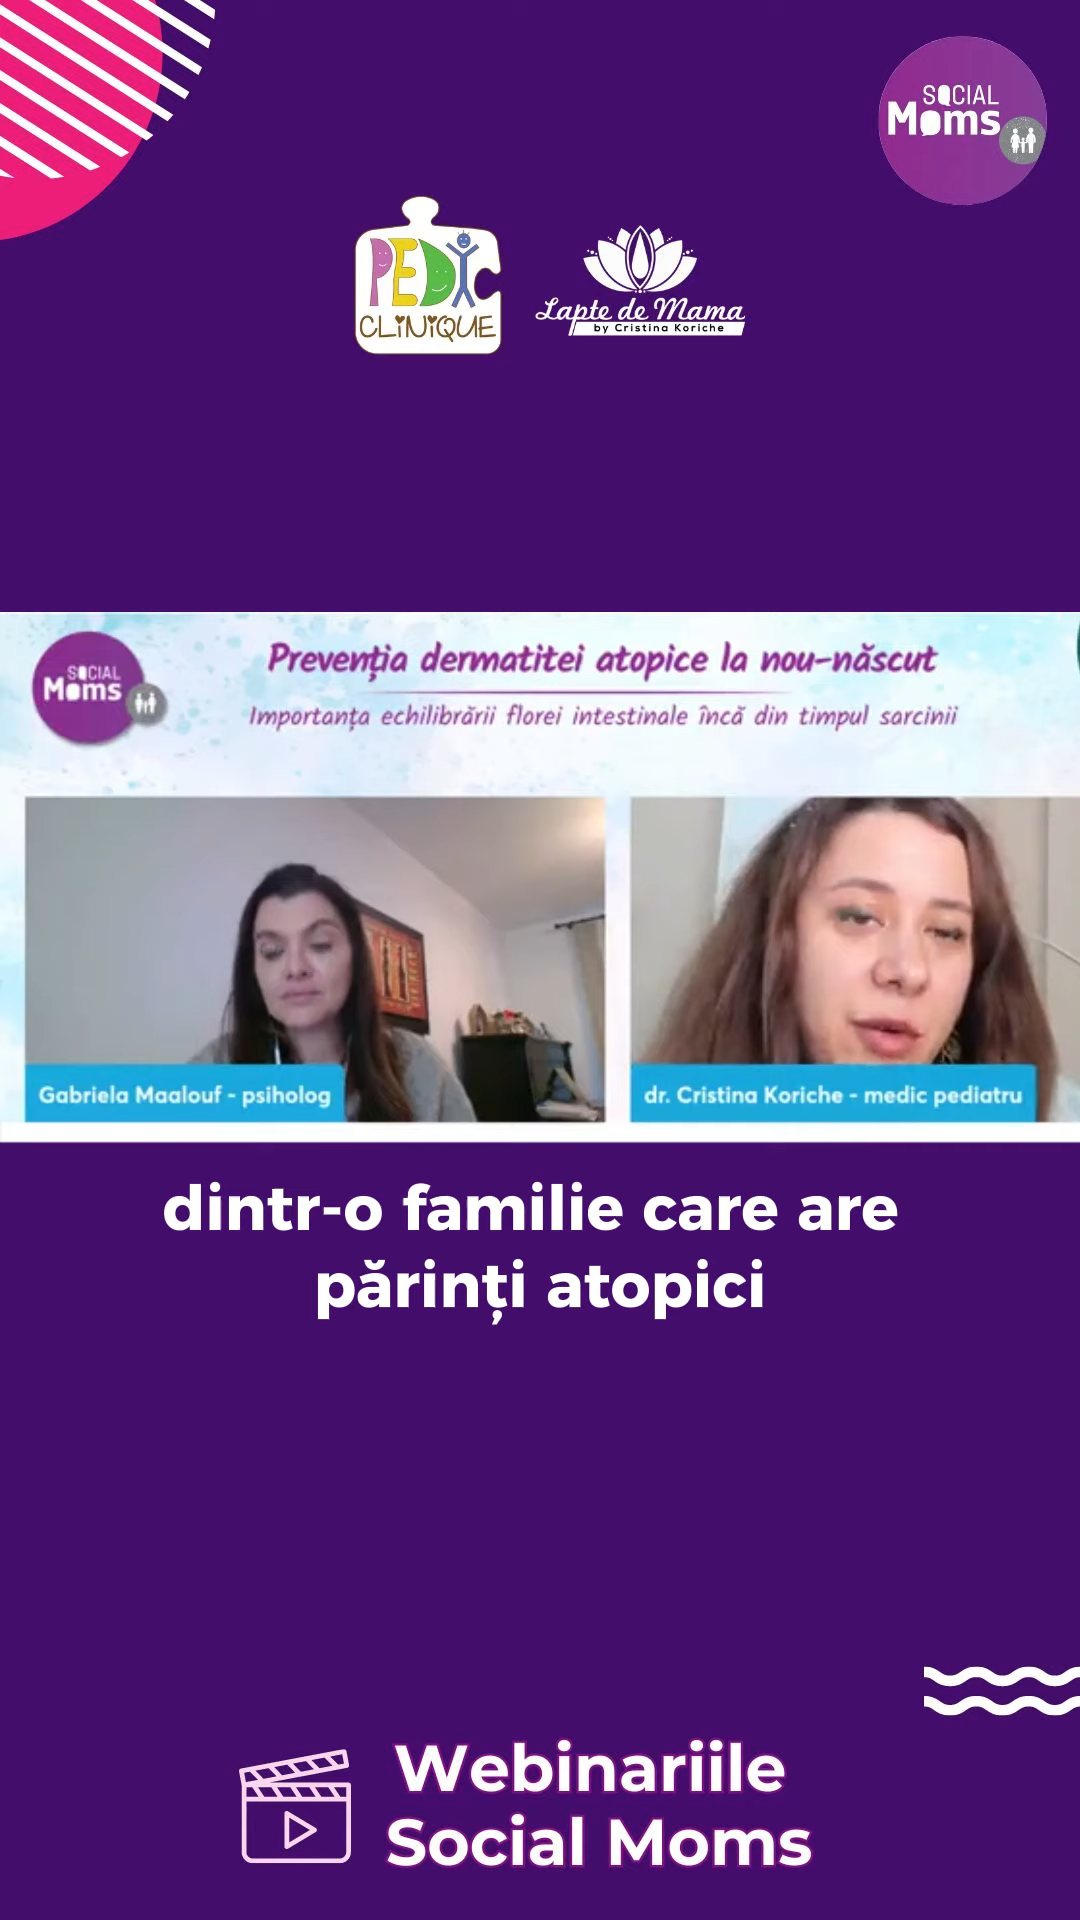 SOCIAL
Moms
PEDIC
CLINIQUE
Lapte de Mama
by Cristina Koriche
SOCIAL
Moms
Prevenția dermatitei atopice la nou-născut
Importanța echilibrării florei intestinale încă din timpul sarcinii
Gabriela Maalouf - psiholog
dr. Cristina Koriche - medic pediatru
dintr-o familie care are
părinți atopici
Webinariile
Social Moms